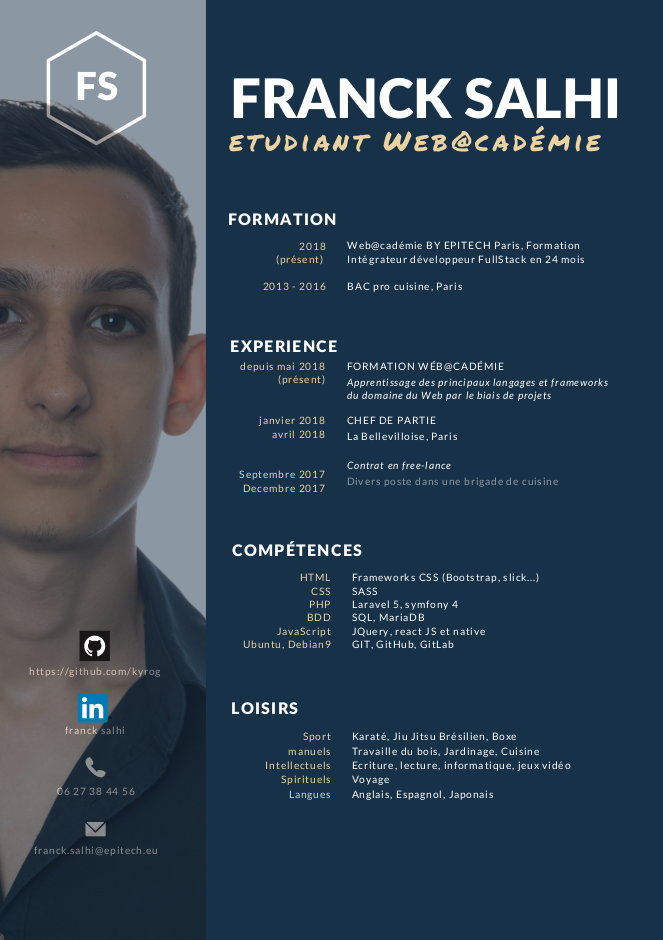 FS
FRANCK SALHI
ETUDIANT WEB@CADÉMIE
FORMATION
2018 Web@cadémie BY EPITECH Paris, Formation
(présent) Intégrateur développeur FullStack en 24 mois
2013 - 2016 BAC pro cuisine, Paris
EXPERIENCE
depuis mai 2018 FORMATION WÉB@CADÉMIE
(présent) Apprentissage des principaux langages et frameworks
du domaine du Web par le biais de projets
janvier 2018 CHEF DE PARTIE
avril 2018 La Bellevilloise, Paris
Contrat en free-lance
Septembre 2017 Divers poste dans une brigade de cuisine
Decembre 2017
COMPÉTENCES
HTML Frameworks CSS (Bootstrap, slick...)
CSS SASS
PHP Laravel 5, symfony 4
BDD SQL, MariaDB
JavaScript JQuery, react JS et native
Ubuntu, Debian9 GIT, GitHub, GitLab
LOISIRS
Sport Karaté, Jiu Jitsu Brésilien, Boxe
manuels Travaille du bois, Jardinage, Cuisine
Intellectuels Ecriture, lecture, informatique, jeux vidéo
Spirituels Voyage
Langues Anglais, Espagnol, Japonais
https://github.com/kyrog
in
franck salhi
06 27 38 44 56
franck.salhi@epitech.eu